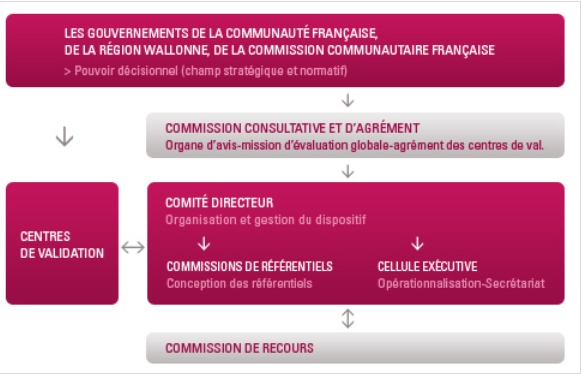 LES GOUVERNEMENTS DE LA COMMUNAUTÉ FRANÇAISE,
DE LA RÉGION WALLONNE, DE LA COMMISSION COMMUNAUTAIRE FRANÇAISE
> Pouvoir décisionnel (champ stratégique et normatif)
COMMISSION CONSULTATIVE ET D'AGRÉMENT
Organe d'avis-mission d'évaluation globale-agrément des centres de val.
CENTRES
DE VALIDATION
COMITÉ DIRECTEUR
Organisation et gestion du dispositif
COMMISSIONS DE RÉFÉRENTIELS
Conception des référentiels
CELLULE EXÉCUTIVE
Opérationnalisation-Secrétariat
COMMISSION DE RECOURS